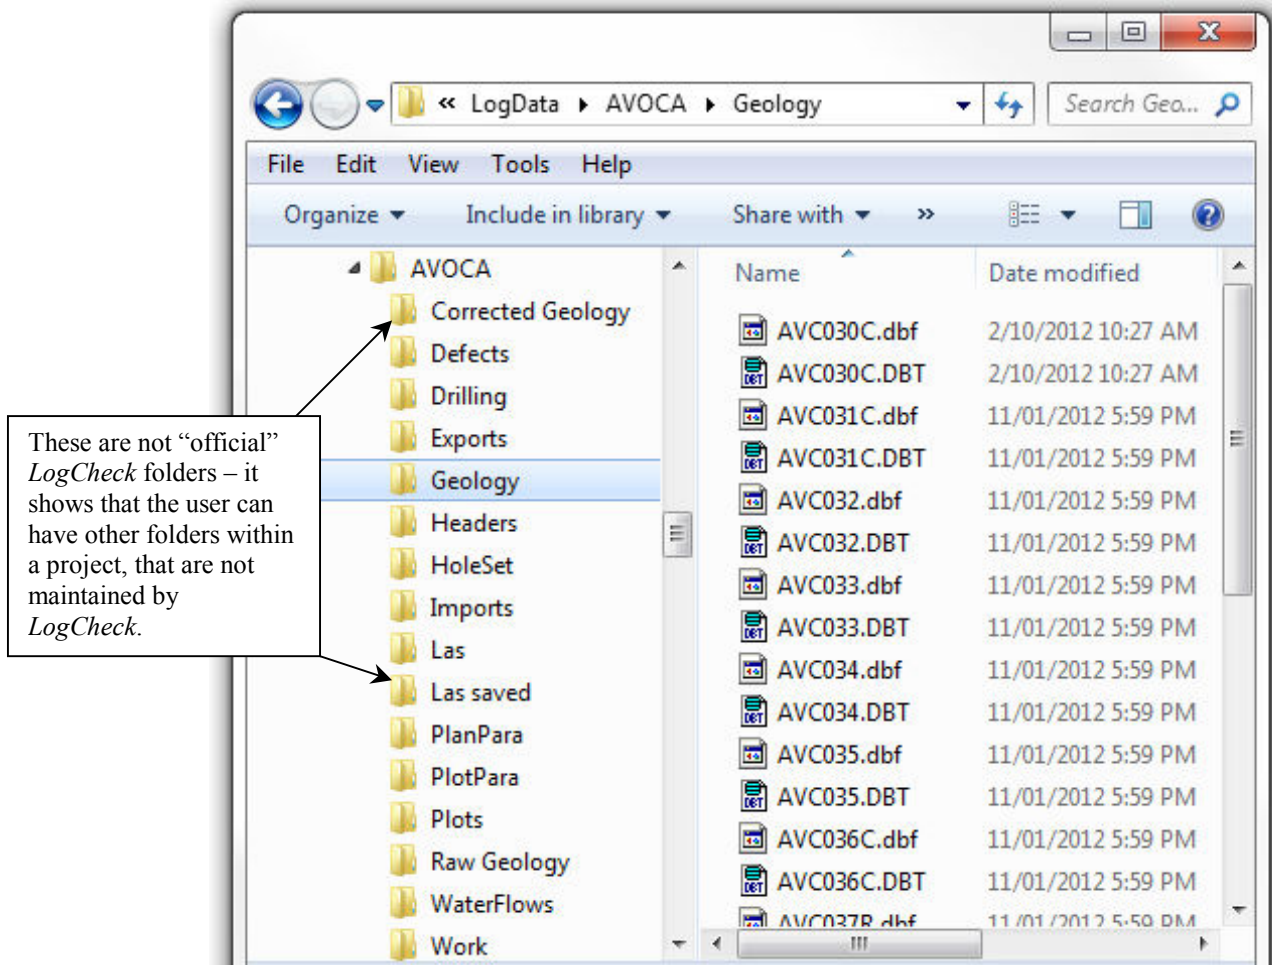 « LogData ▸ AVOCA ▸ Geology
Search Geo...
File Edit View Tools Help
Organize Include in library Share with »
AVOCA
Corrected Geology
Defects
Drilling
Exports
Geology
Headers
HoleSet
Imports
Las
Las saved
PlanPara
PlotPara
Plots
Raw Geology
WaterFlows
Work
These are not “official”
LogCheck folders – it
shows that the user can
have other folders within
a project, that are not
maintained by
LogCheck.
Name Date modified
AVC030C.dbf 2/10/2012 10:27 AM
AVC030C.DBT 2/10/2012 10:27 AM
AVC031C.dbf 11/01/2012 5:59 PM
AVC031C.DBT 11/01/2012 5:59 PM
AVC032.dbf 11/01/2012 5:59 PM
AVC032.DBT 11/01/2012 5:59 PM
AVC033.dbf 11/01/2012 5:59 PM
AVC033.DBT 11/01/2012 5:59 PM
AVC034.dbf 11/01/2012 5:59 PM
AVC034.DBT 11/01/2012 5:59 PM
AVC035.dbf 11/01/2012 5:59 PM
AVC035.DBT 11/01/2012 5:59 PM
AVC036C.dbf 11/01/2012 5:59 PM
AVC036C.DBT 11/01/2012 5:59 PM
AVC037R.dbf 11/01/2012 5:59 PM